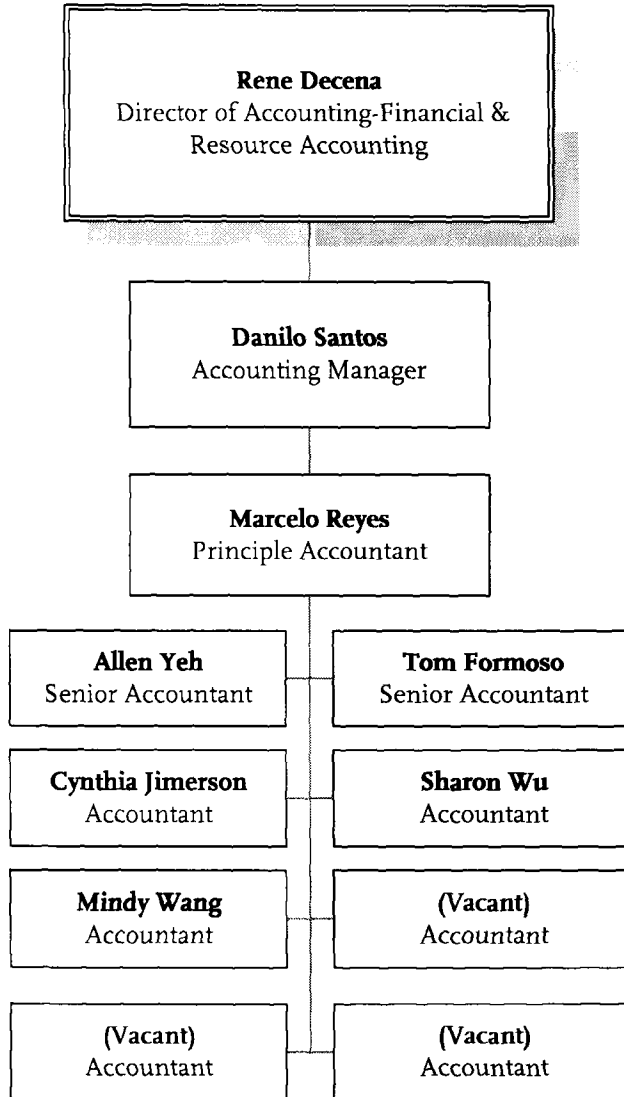 Rene Decena
Director of Accounting-Financial &
Resource Accounting
Danilo Santos
Accounting Manager
Marcelo Reyes
Principle Accountant
Allen Yeh
Senior Accountant
Tom Formoso
Senior Accountant
Cynthia Jimerson
Accountant
Sharon Wu
Accountant
Mindy Wang
Accountant
(Vacant)
Accountant
(Vacant)
Accountant
(Vacant)
Accountant